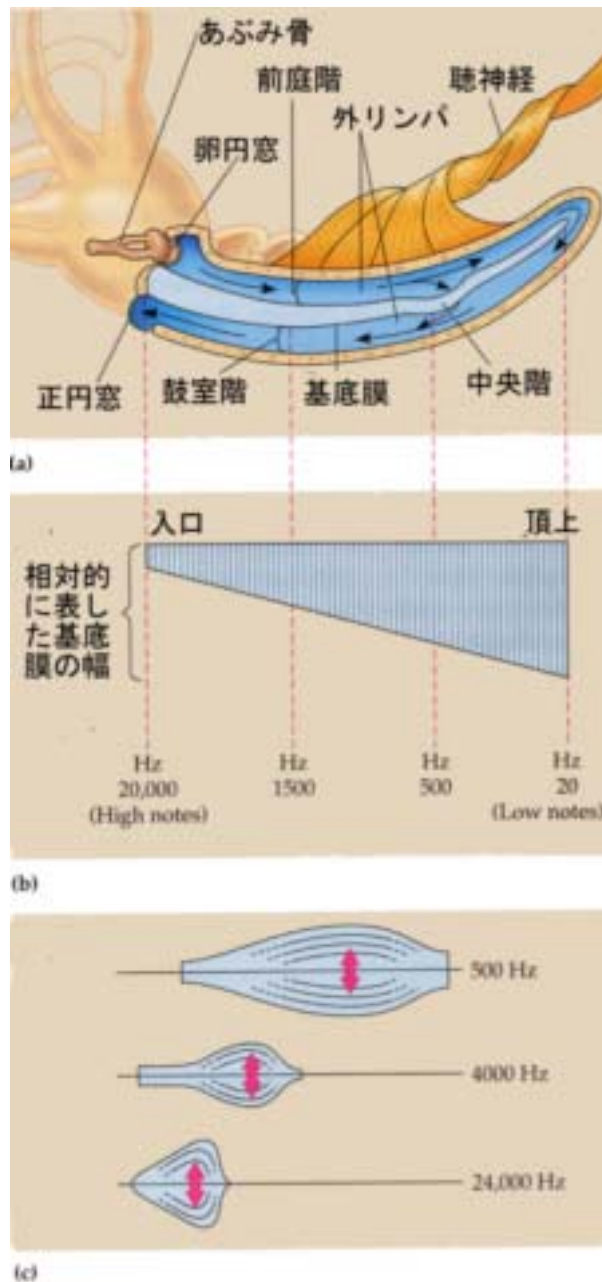 あぶみ骨
前庭階
聴神経
外リンパ
卵円窓
正円窓
鼓室階
基底膜
中央階
(a)
入口
頂上
相対的
に表し
た基底
膜の幅
Hz
20,000
(High notes)
Hz
1500
Hz
500
Hz
20
(Low notes)
(b)
500 Hz
4000 Hz
24,000 Hz
(c)